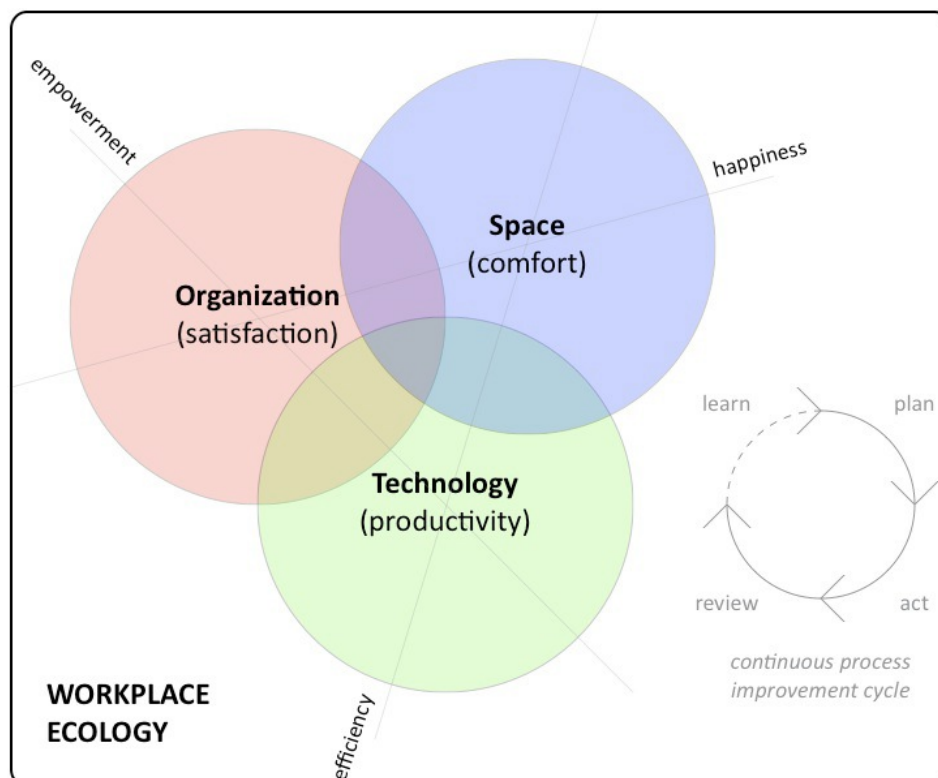 empowerment
happiness
Space
(comfort)
Organization
(satisfaction)
Technology
(productivity)
efficiency
learn
plan
review
act
continuous process
improvement cycle
WORKPLACE
ECOLOGY